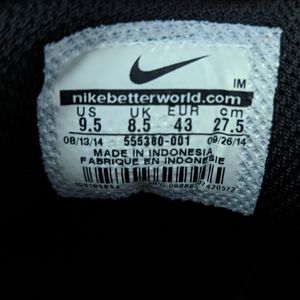 IM
nikebetterworld.com
US UK EUR cm
9.5 8.5 43 27.5
08/13/14 555380-001 09/26/14
MADE IN INDONESIA
FABRIQUE EN INDONESIE